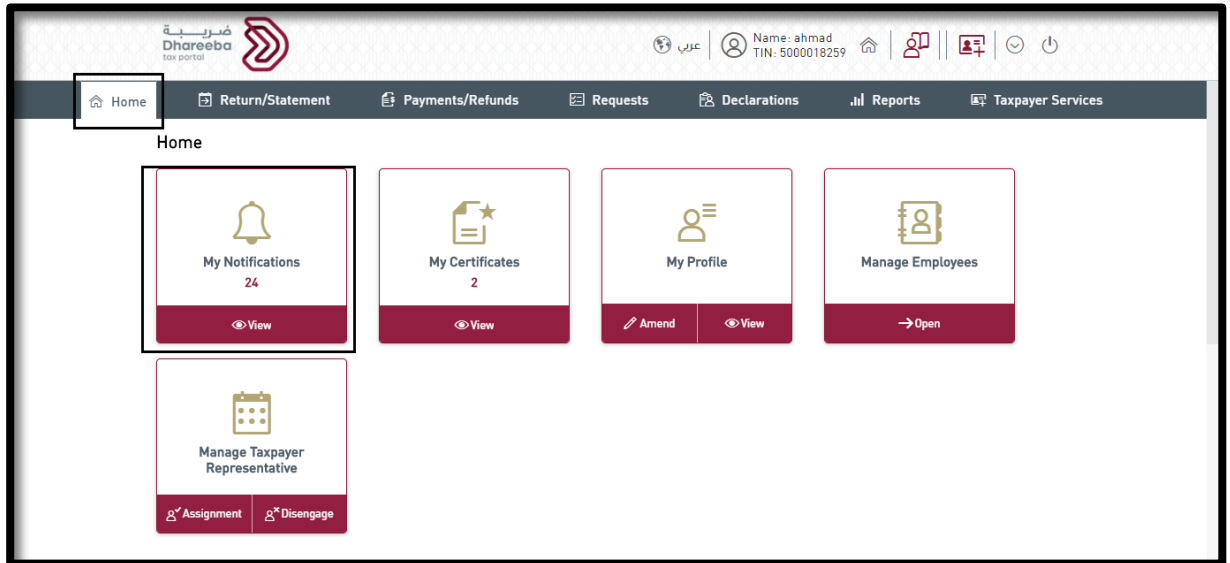 ضريبة
Dhareeba
tax portal
عربي
Name: ahmad
TIN: 5000018259
Home
Return/Statement
Payments/Refunds
Requests
Declarations
Reports
Taxpayer Services
Home
My Notifications
24
View
My Certificates
2
View
My Profile
Amend
View
Manage Employees
Open
Manage Taxpayer
Representative
Assignment
Disengage